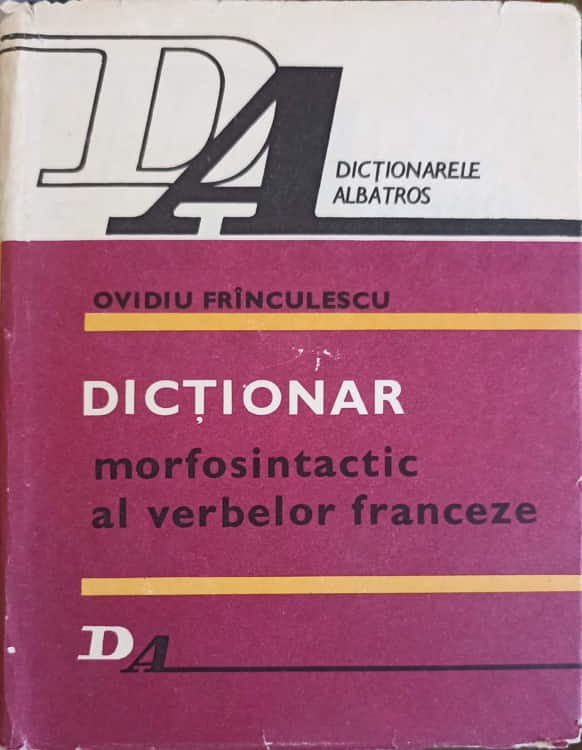 DA
DICȚIONARELE
ALBATROS
OVIDIU FRÎNCULESCU
DICȚIONAR
morfosintactic
al verbelor franceze
DA